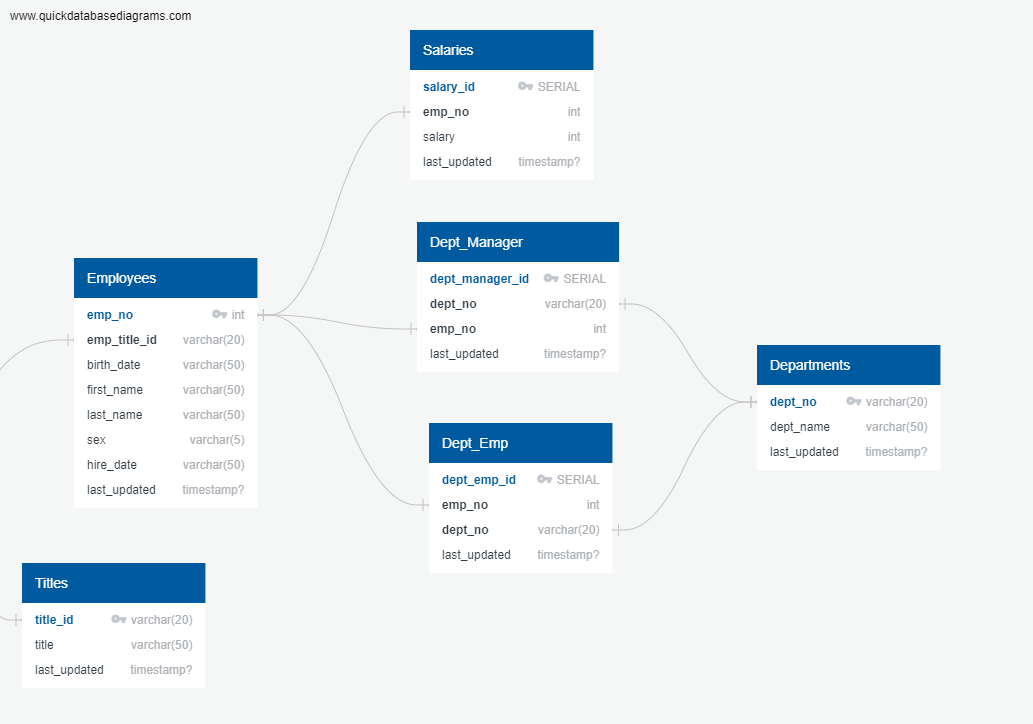 www.quickdatabasediagrams.com
Salaries
salary_id SERIAL
emp_no int
salary int
last_updated timestamp?
Dept_Manager
dept_manager_id SERIAL
dept_no varchar(20)
emp_no int
last_updated timestamp?
Employees
emp_no int
emp_title_id varchar(20)
birth_date varchar(50)
first_name varchar(50)
last_name varchar(50)
sex varchar(5)
hire_date varchar(50)
last_updated timestamp?
Departments
dept_no varchar(20)
dept_name varchar(50)
last_updated timestamp?
Dept_Emp
dept_emp_id SERIAL
emp_no int
dept_no varchar(20)
last_updated timestamp?
Titles
title_id varchar(20)
title varchar(50)
last_updated timestamp?